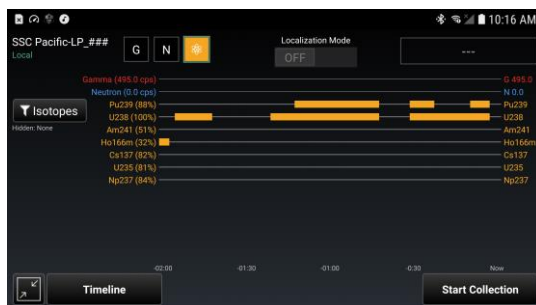 10:16 AM
SSC Pacific-LP_###
Local
G
N
Localization Mode
OFF
---
Gamma (495.0 cps)
G 495.0
Neutron (0.0 cps)
N 0.0
Pu239 (88%)
Pu239
Isotopes
U238 (100%)
U238
Hidden: None
Am241 (51%)
Am241
Ho166m (32%)
Ho166m
Cs137 (82%)
Cs137
U235 (81%)
U235
Np237 (84%)
Np237
-02:00
-01:30
-01:00
-0:30
Now
Timeline
Start Collection